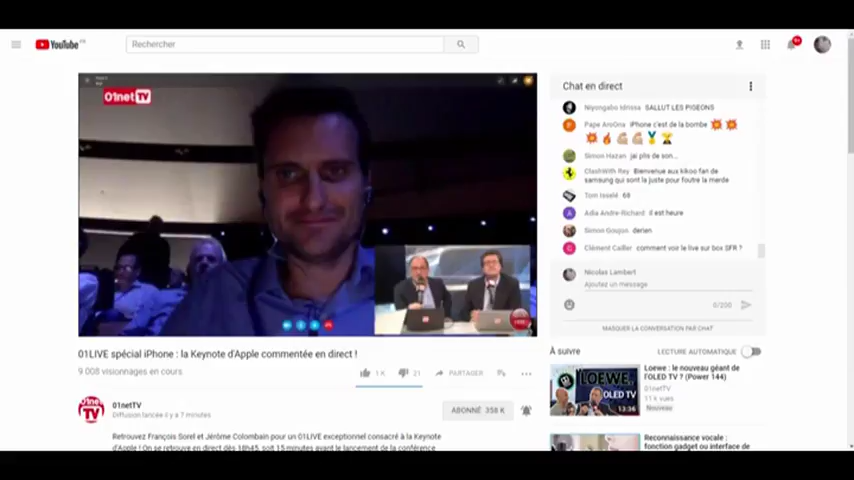 YouTube FR
Rechercher
9+
01net TV
01LIVE spécial iPhone : la Keynote d'Apple commentée en direct !
9 008 visionnages en cours
1 K
21
PARTAGER
01net TV
01netTV
Diffusion lancée il y a 7 minutes
ABONNÉ 358 K
Retrouvez François Sorel et Jérôme Colombain pour un 01LIVE exceptionnel consacré à la Keynote
d'Apple ! On se retrouve en direct dès 18h45, soit 15 minutes avant le lancement de la conférence
Chat en direct
Niyongabo Idrissa SALLUT LES PIGEONS
Pape AroOna iPhone c'est de la bombe
Simon Hazan jai plis de son...
ClashWith Rey Bienvenue aux kikoo fan de
samsung qui sont la juste pour foutre la merde
Tom Isselé 68
Adia Andre-Richard il est heure
Simon Goujon derien
Clément Cailler comment voir le live sur box SFR ?
Nicolas Lambert
Ajoutez un message
0/200
MASQUER LA CONVERSATION PAR CHAT
À suivre
LECTURE AUTOMATIQUE
LOEWE.
OLED TV
13:36
Loewe : le nouveau géant de
l'OLED TV ? (Power 144)
01netTV
11 k vues
Nouveau
Reconnaissance vocale :
fonction gadget ou interface de